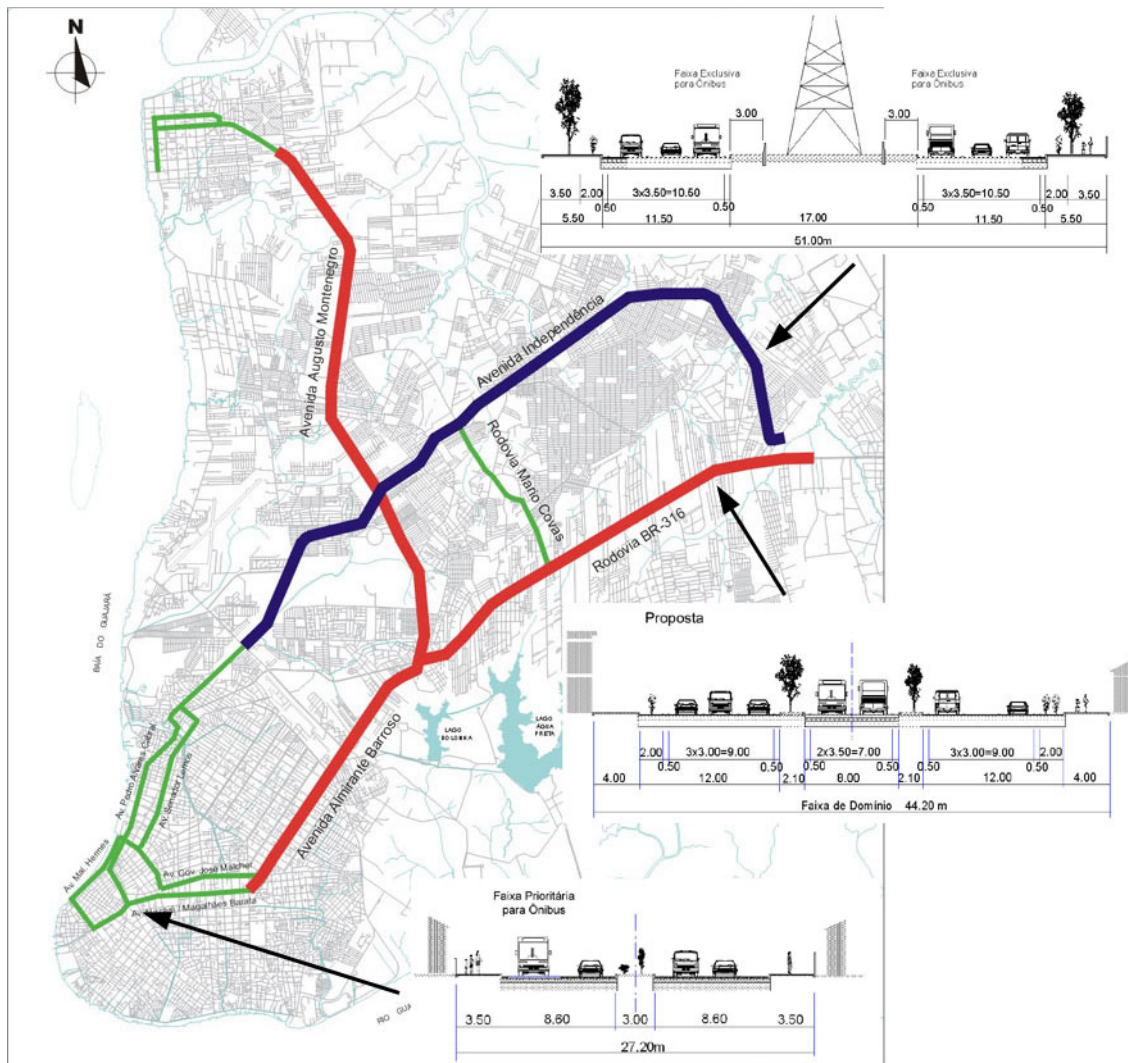 N
Faixa Exclusiva
para Ônibus
Faixa Exclusiva
para Ônibus
3.00
3.00
3.50
2.00
3x3.50=10.50
3x3.50=10.50
2.00
3.50
0.50
0.50
0.50
0.50
5.50
11.50
17.00
11.50
5.50
51.00m
Avenida Augusto Montenegro
Avenida Independência
Rodovia Mario Covas
Rodovia BR-316
BAÍA DO GUAJARÁ
Avenida Almirante Barroso
LAGO
BOLONHA
LAGO
ÁGUA
PRETA
Av. Pedro Álvares Cabral
Av. Senador Lemos
Av. Mal. Hermes
Av. Gov. José Malcher
Magalhães Barata
RIO GUA
Proposta
2.00
3x3.00=9.00
2x3.50=7.00
3x3.00=9.00
2.00
0.50
0.50
0.50
0.50
0.50
0.50
4.00
12.00
2.10
8.00
2.10
12.00
4.00
Faixa de Domínio 44.20 m
Faixa Prioritária
para Ônibus
3.50
8.60
3.00
8.60
3.50
27.20m